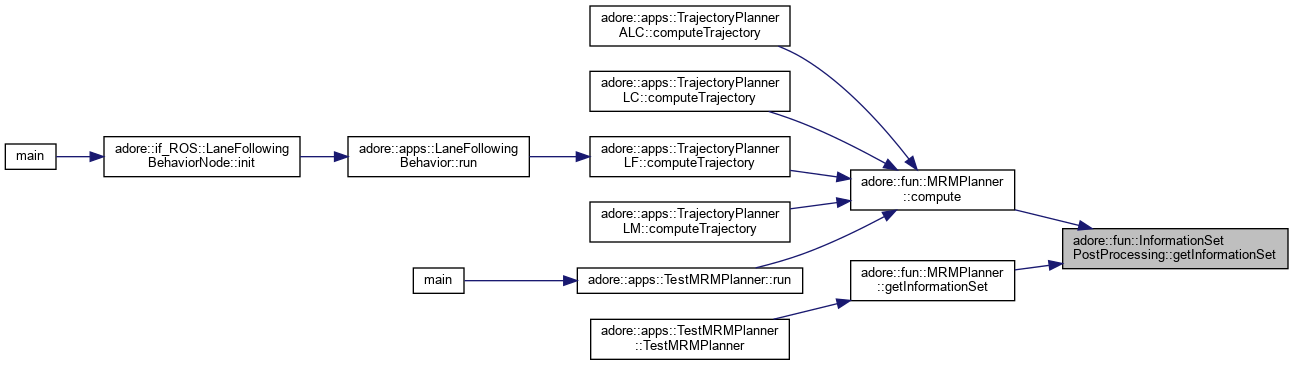 adore::apps::TrajectoryPlanner
ALC::computeTrajectory
adore::apps::TrajectoryPlanner
LC::computeTrajectory
main
adore::if_ROS::LaneFollowing
BehaviorNode::init
adore::apps::LaneFollowing
Behavior::run
adore::apps::TrajectoryPlanner
LF::computeTrajectory
adore::fun::MRMPlanner
::compute
adore::apps::TrajectoryPlanner
LM::computeTrajectory
adore::fun::InformationSet
PostProcessing::getInformationSet
main
adore::apps::TestMRMPlanner::run
adore::fun::MRMPlanner
::getInformationSet
adore::apps::TestMRMPlanner
::TestMRMPlanner